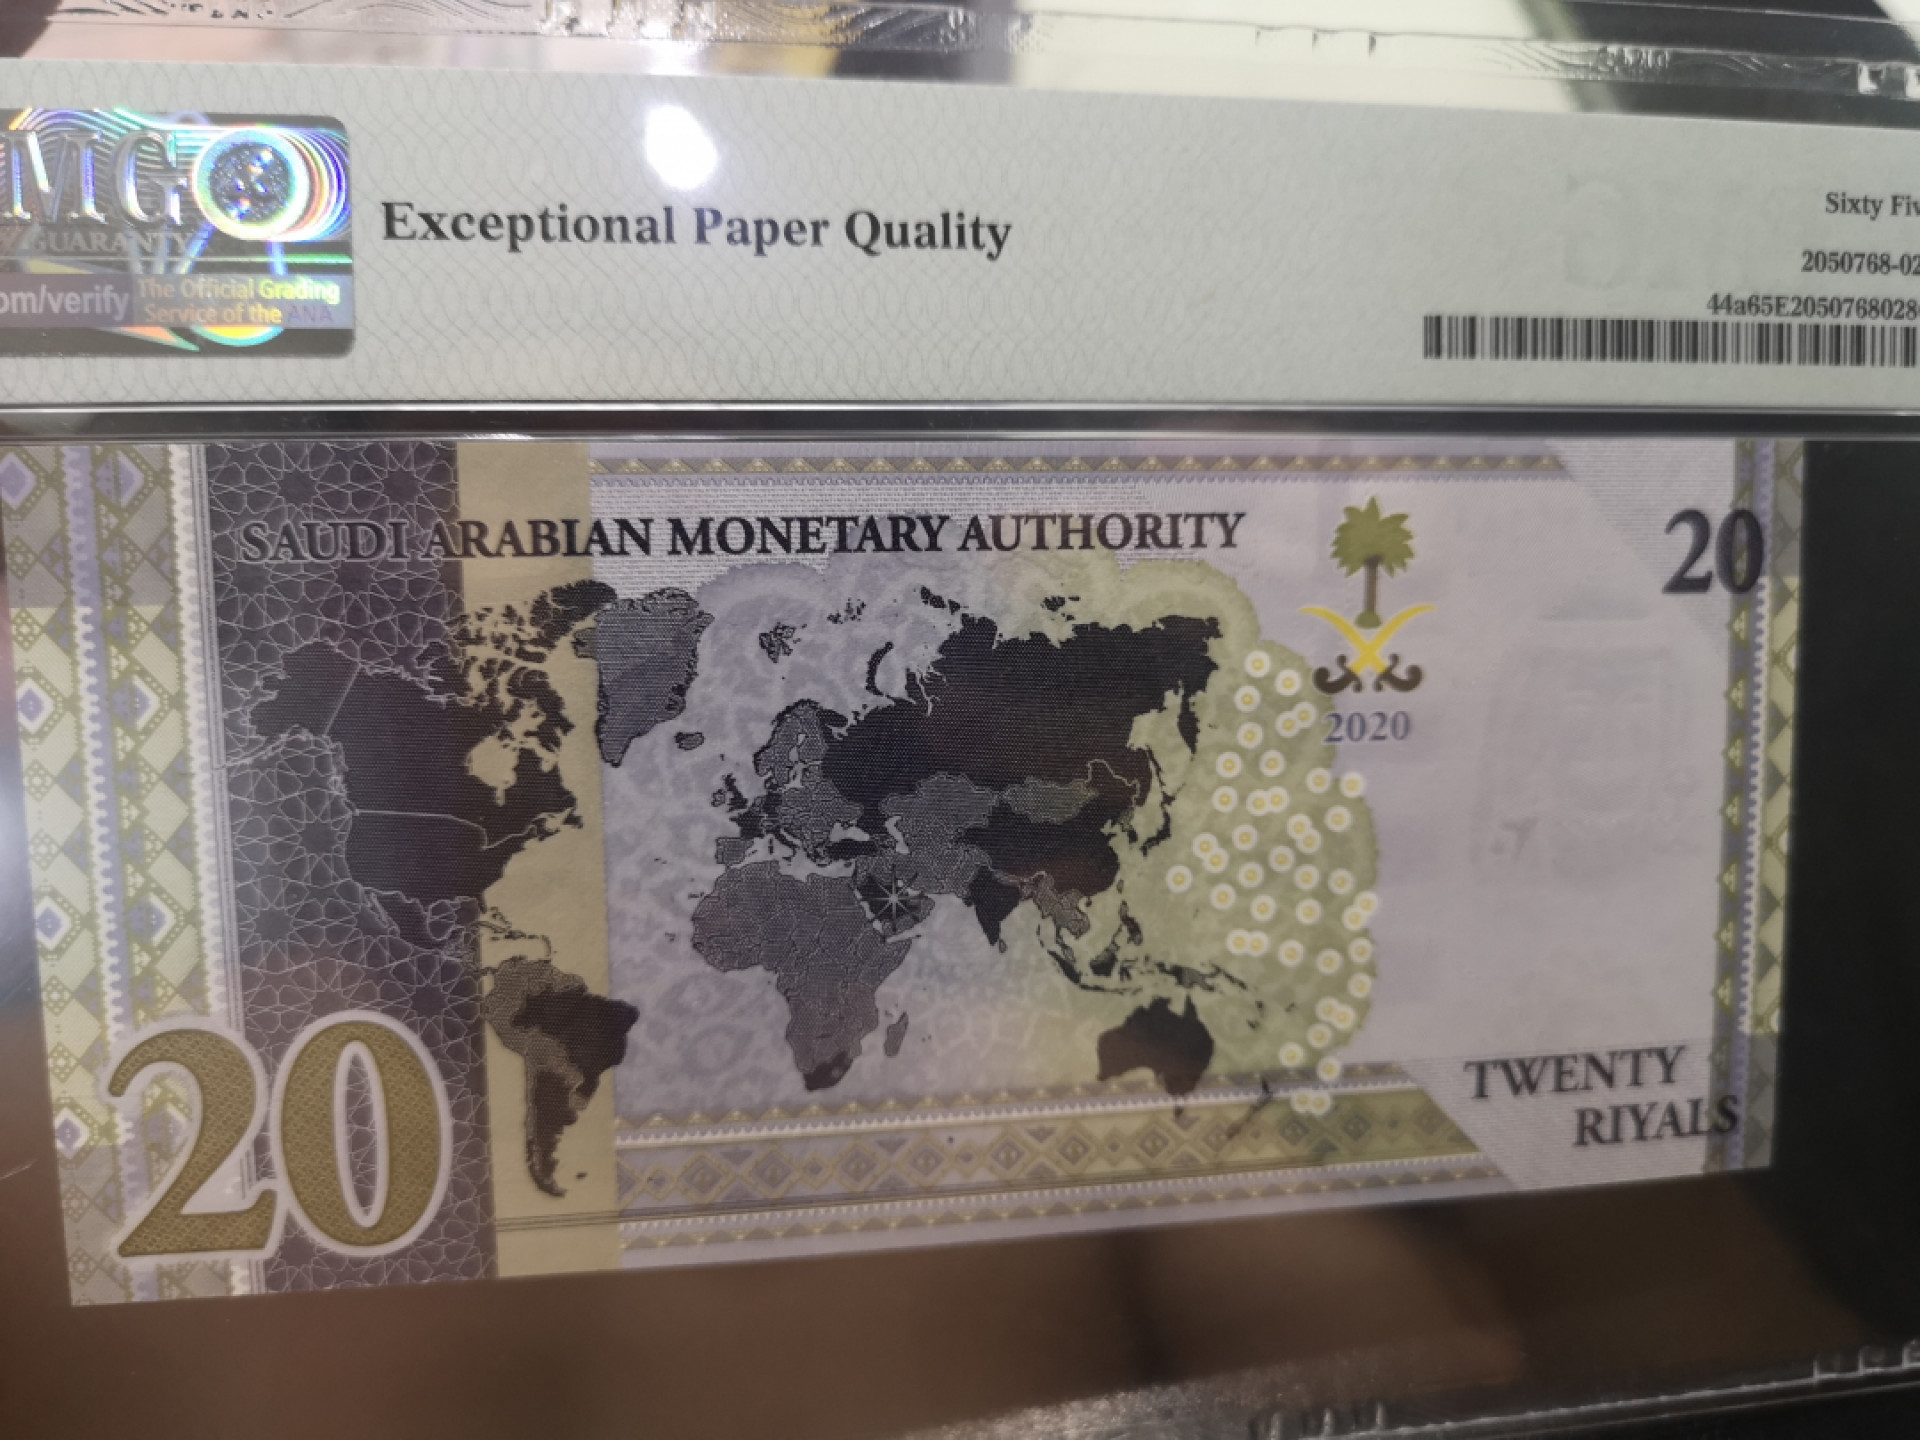 MG
GUARANTY
om/verify
The Official Grading
Service of the ANA
Exceptional Paper Quality
Sixty Fiv
2050768-02
44a65E2050768028
SAUDI ARABIAN MONETARY AUTHORITY
20
2020
20
TWENTY
RIYALS